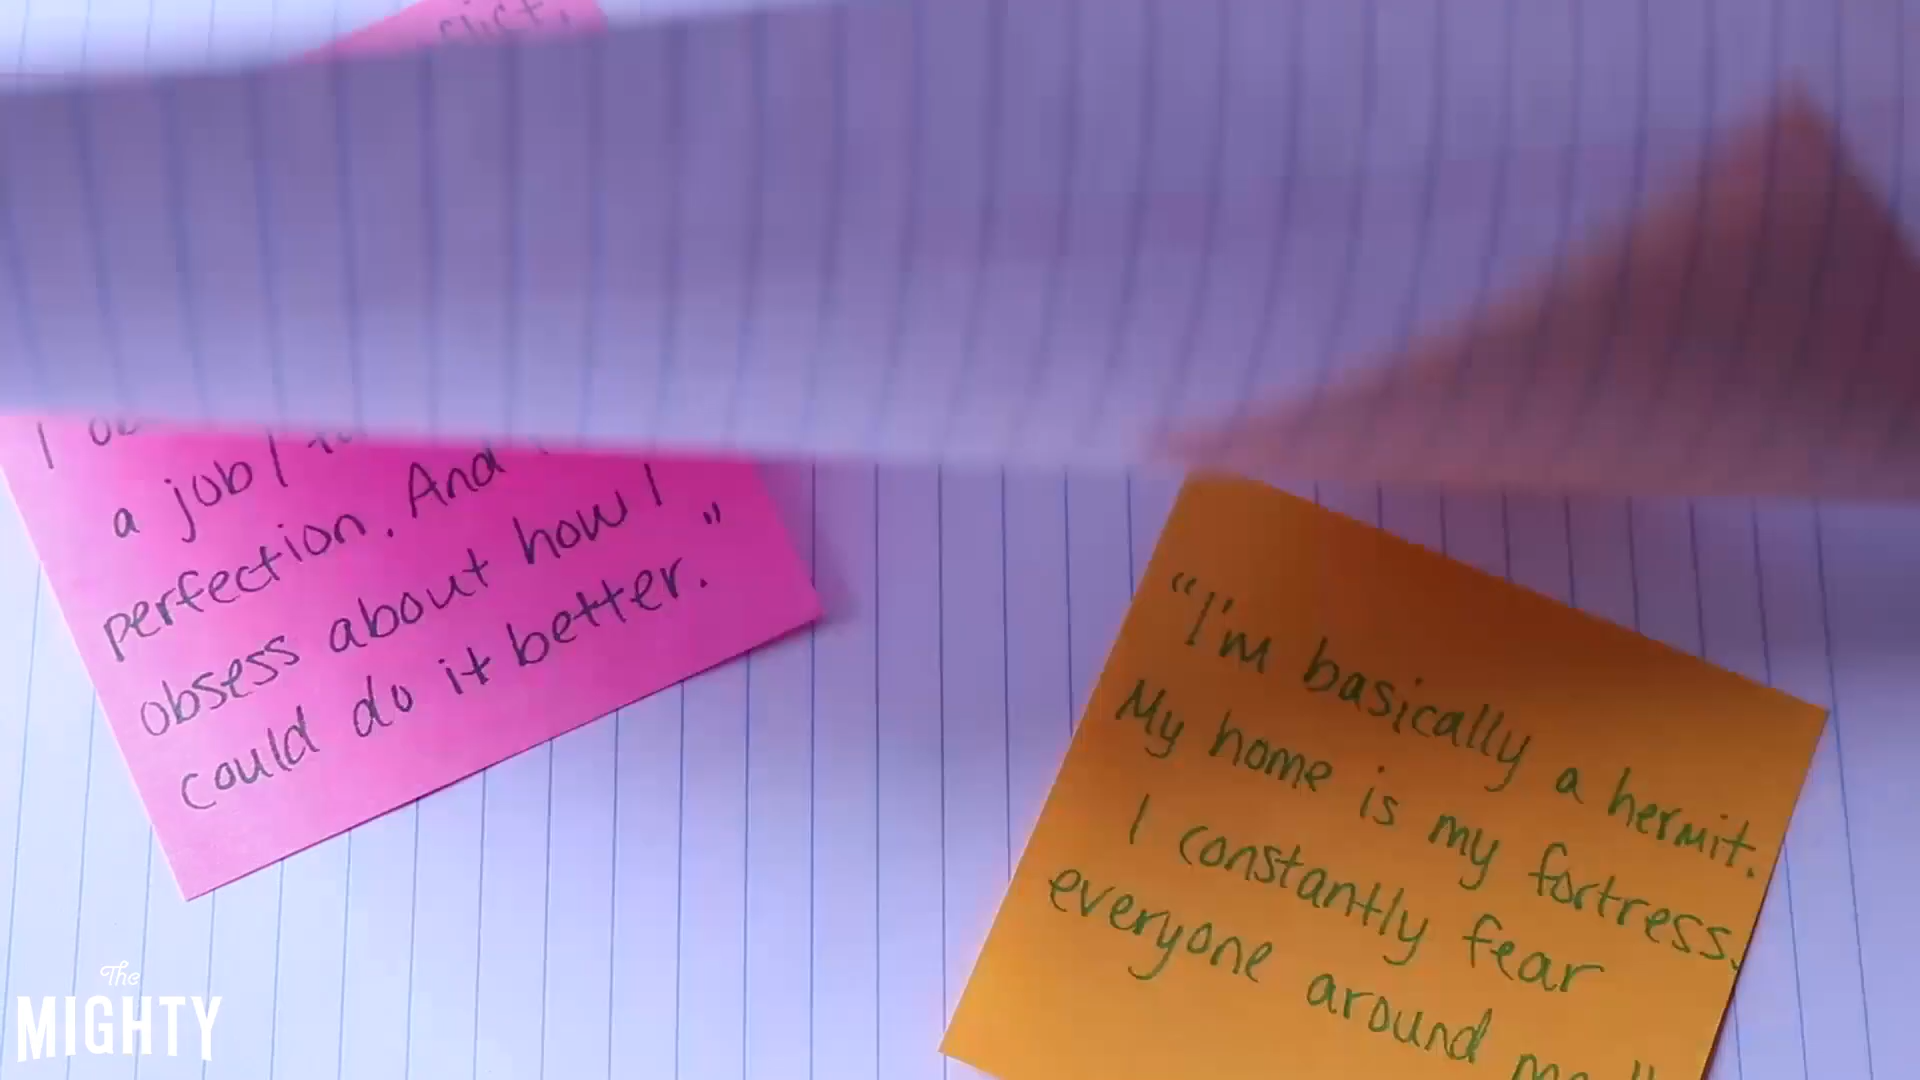 a job I
perfection. And
obsess about how I
could do it better."
"I'm basically a hermit.
My home is my fortress.
I constantly fear
everyone around me."
The
MIGHTY